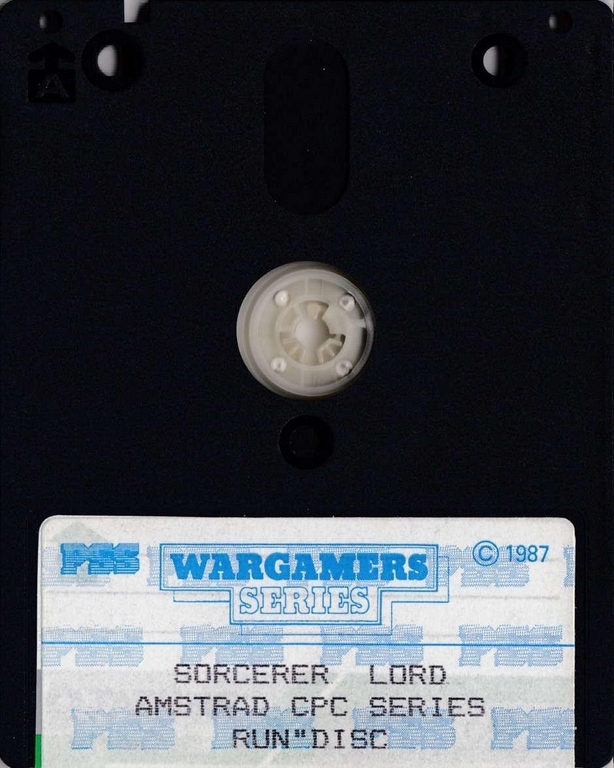 A
PSS WARGAMERS © 1987
SERIES
SORCERER LORD
AMSTRAD CPC SERIES
RUN"DISC